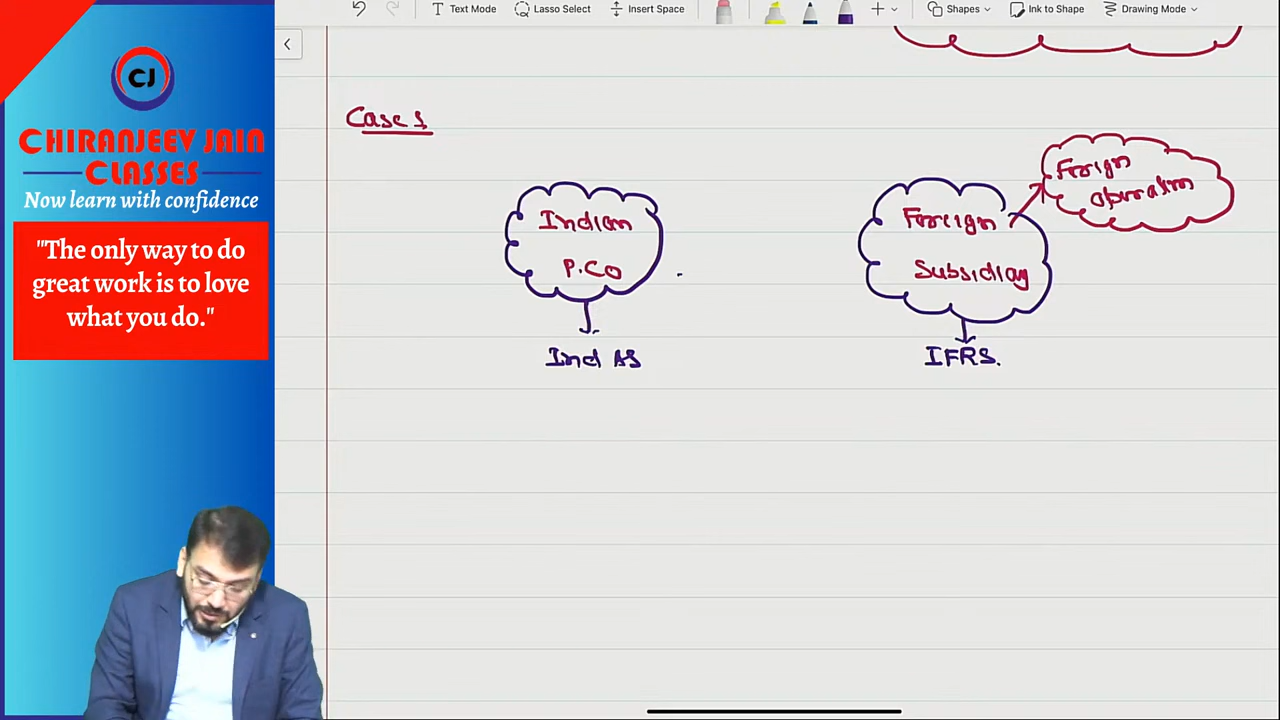 Text Mode
Lasso Select
Insert Space
Shapes
Ink to Shape
Drawing Mode
CJ
CHIRANJEEV JAIN
CLASSES
Now learn with confidence
"The only way to do
great work is to love
what you do."
Cases
Indian
P.CO
Ind AS
Foreign
Subsidiary
IFRS.
Foreign
operation